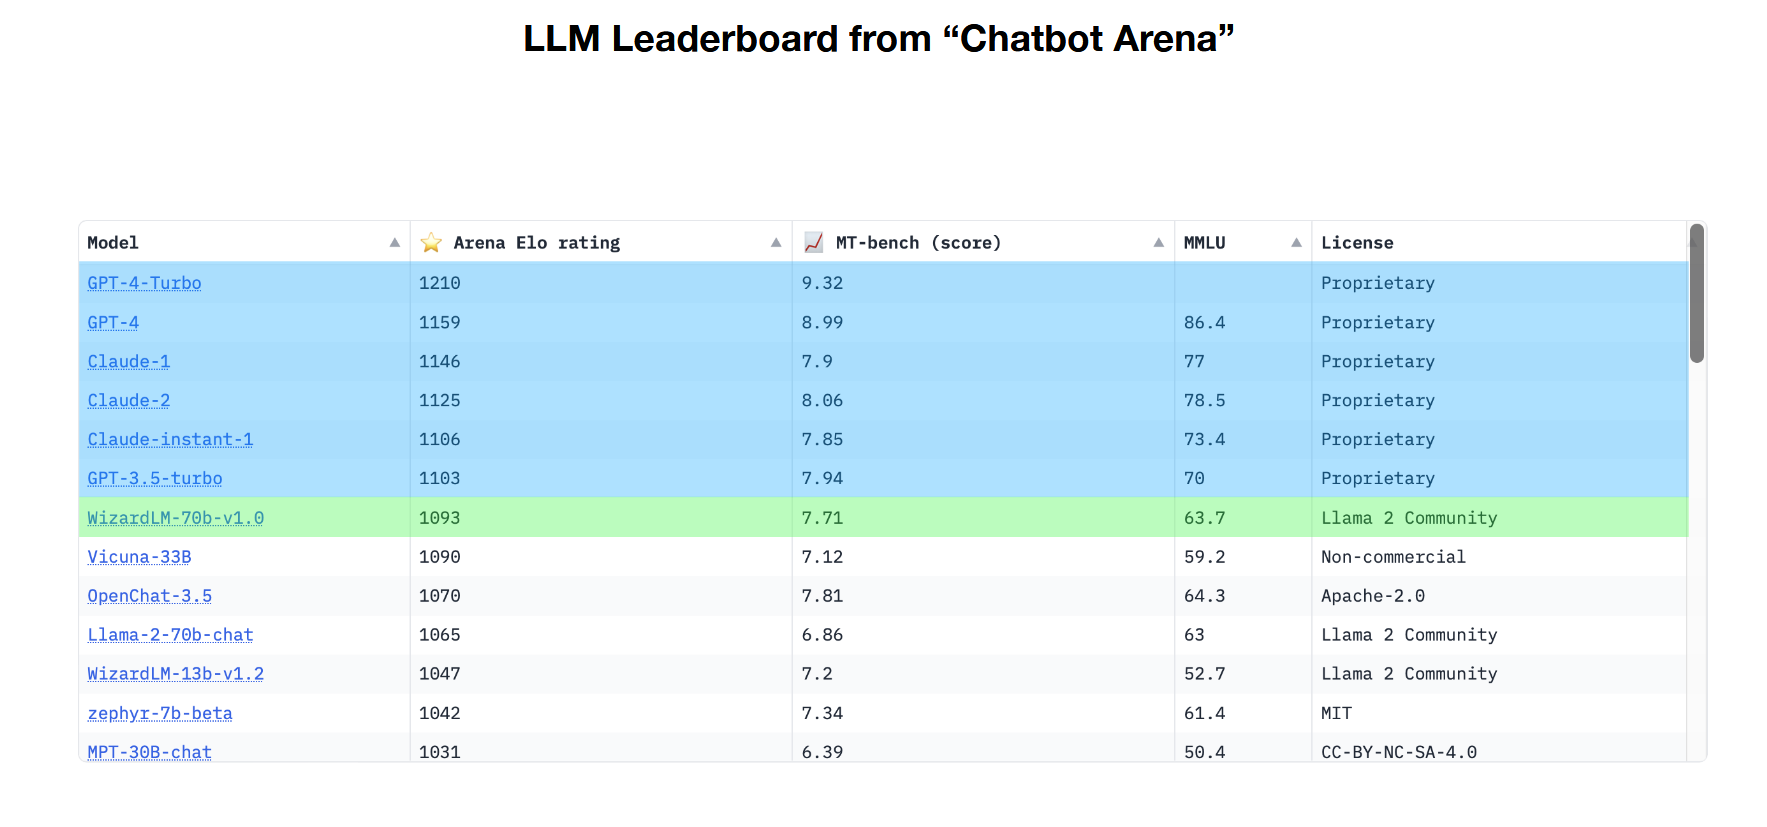 LLM Leaderboard from “Chatbot Arena”
Model ▲ ⭐ Arena Elo rating ▲ 📈 MT-bench (score) ▲ MMLU ▲ License ▲
GPT-4-Turbo 1210 9.32 Proprietary
GPT-4 1159 8.99 86.4 Proprietary
Claude-1 1146 7.9 77 Proprietary
Claude-2 1125 8.06 78.5 Proprietary
Claude-instant-1 1106 7.85 73.4 Proprietary
GPT-3.5-turbo 1103 7.94 70 Proprietary
WizardLM-70b-v1.0 1093 7.71 63.7 Llama 2 Community
Vicuna-33B 1090 7.12 59.2 Non-commercial
OpenChat-3.5 1070 7.81 64.3 Apache-2.0
Llama-2-70b-chat 1065 6.86 63 Llama 2 Community
WizardLM-13b-v1.2 1047 7.2 52.7 Llama 2 Community
zephyr-7b-beta 1042 7.34 61.4 MIT
MPT-30B-chat 1031 6.39 50.4 CC-BY-NC-SA-4.0